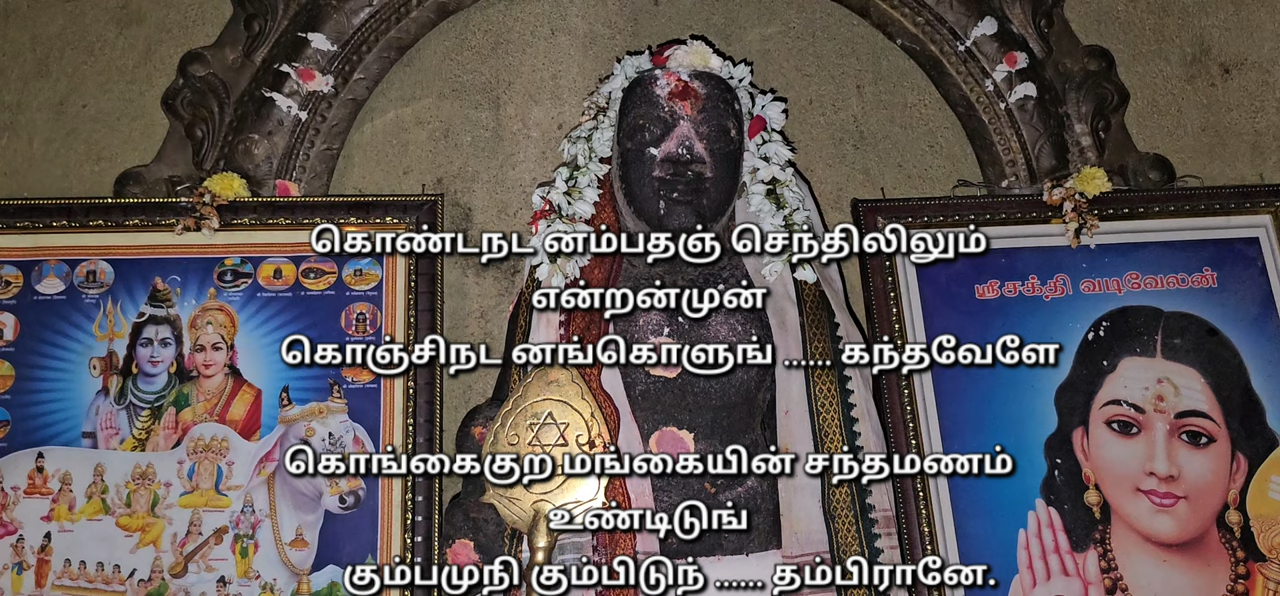 கொண்டநட னம்பதஞ் செந்திலிலும்
என்றன்முன்
கொஞ்சிநட னங்கொளுங் ...... கந்தவேளே
ஸ்ரீசக்தி வடிவேலன்
கொங்கைகுற மங்கையின் சந்தமணம்
உண்டிடுங்
கும்பமுநி கும்பிடுந் ...... தம்பிரானே.